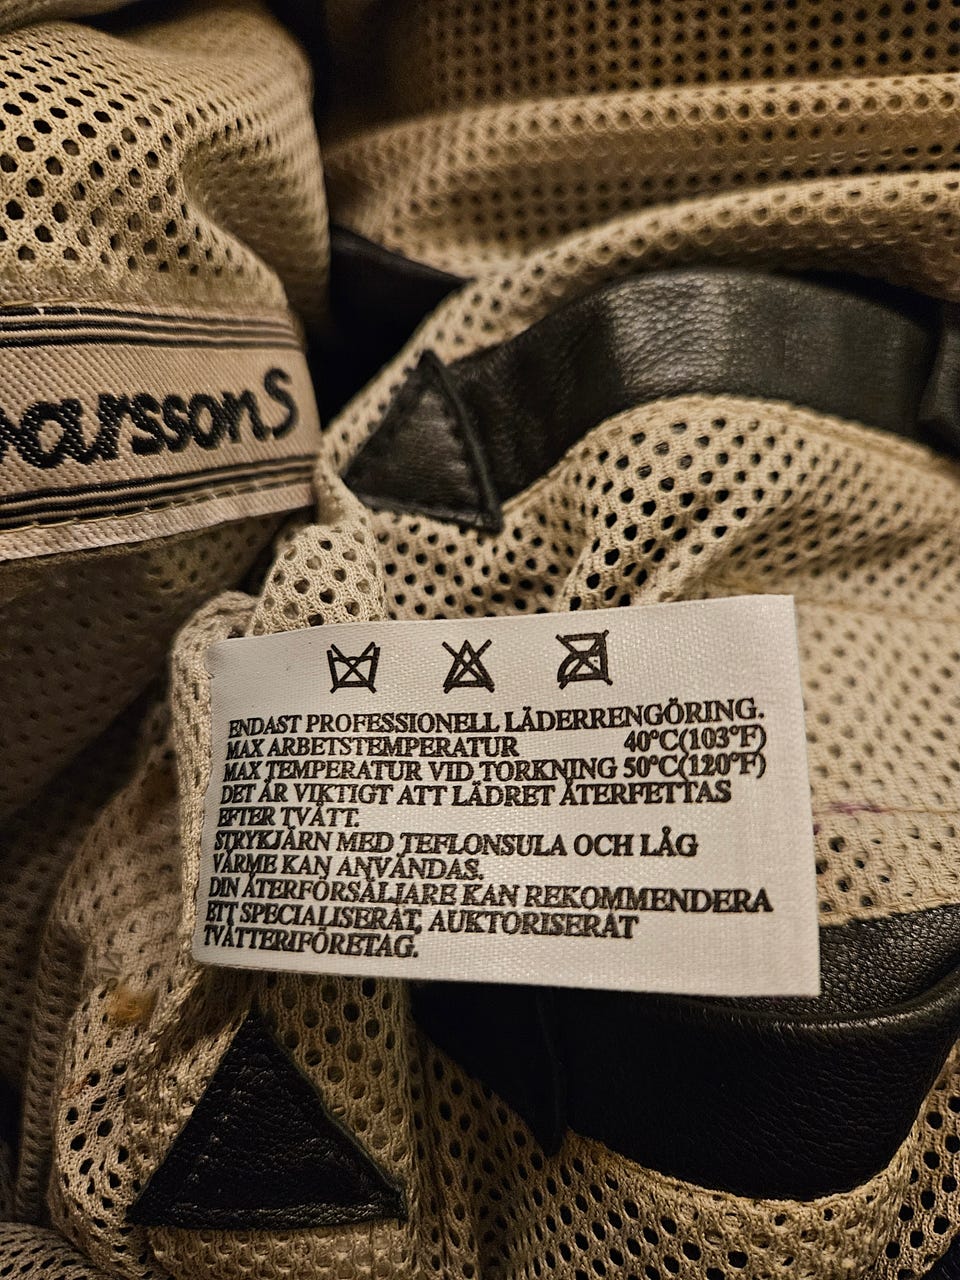 ENDAST PROFESSIONELL LÄDERRENGÖRING.
MAX ARBETSTEMPERATUR 40°C(103°F)
MAX TEMPERATUR VID TORKNING 50°C(120°F)
DET ÄR VIKTIGT ATT LÄDRET ÅTERFETTAS
EFTER TVÄTT.
STRYKJÄRN MED TEFLONSULA OCH LÅG
VÄRME KAN ANVÄNDAS.
DIN ÅTERFÖRSÄLJARE KAN REKOMMENDERA
ETT SPECIALISERAT, AUKTORISERAT
TVÄTTERIFÖRETAG.